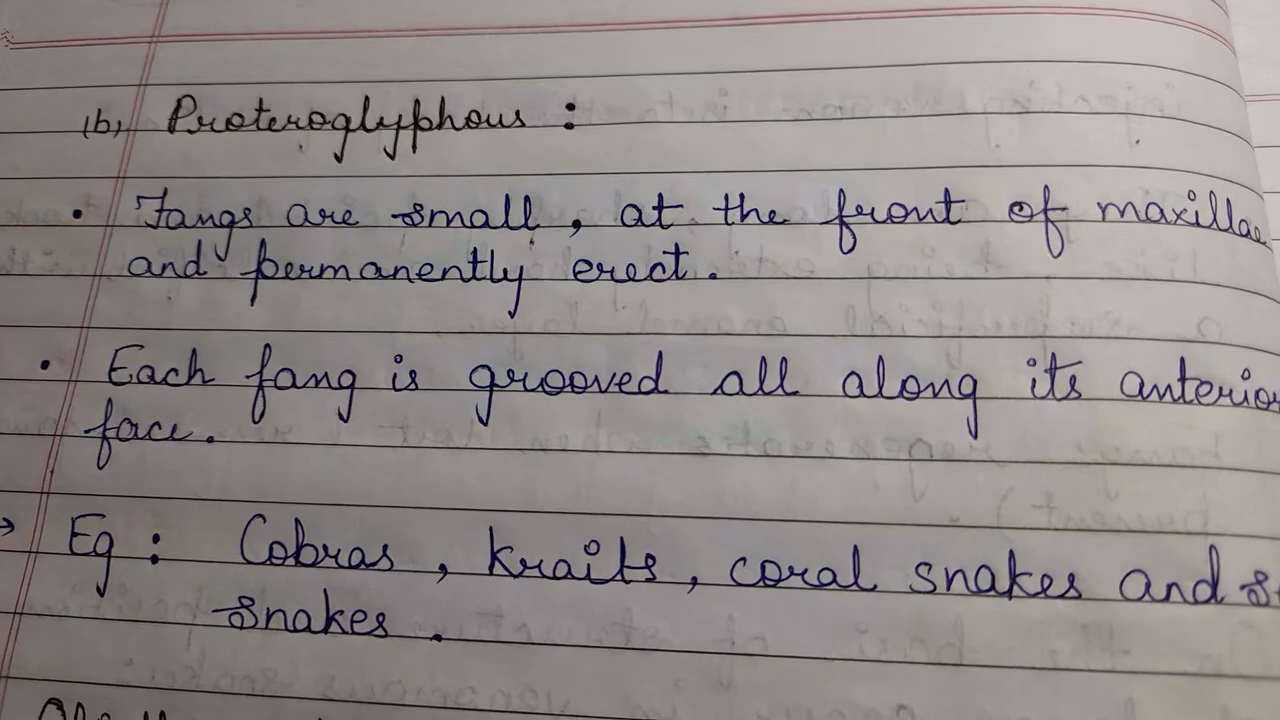 (b) Proteroglyphous :
• Fangs are small, at the front of maxillae
and permanently erect.
• Each fang is grooved all along its anterior
face.
→ Eg : Cobras, kraits, coral snakes and
snakes.